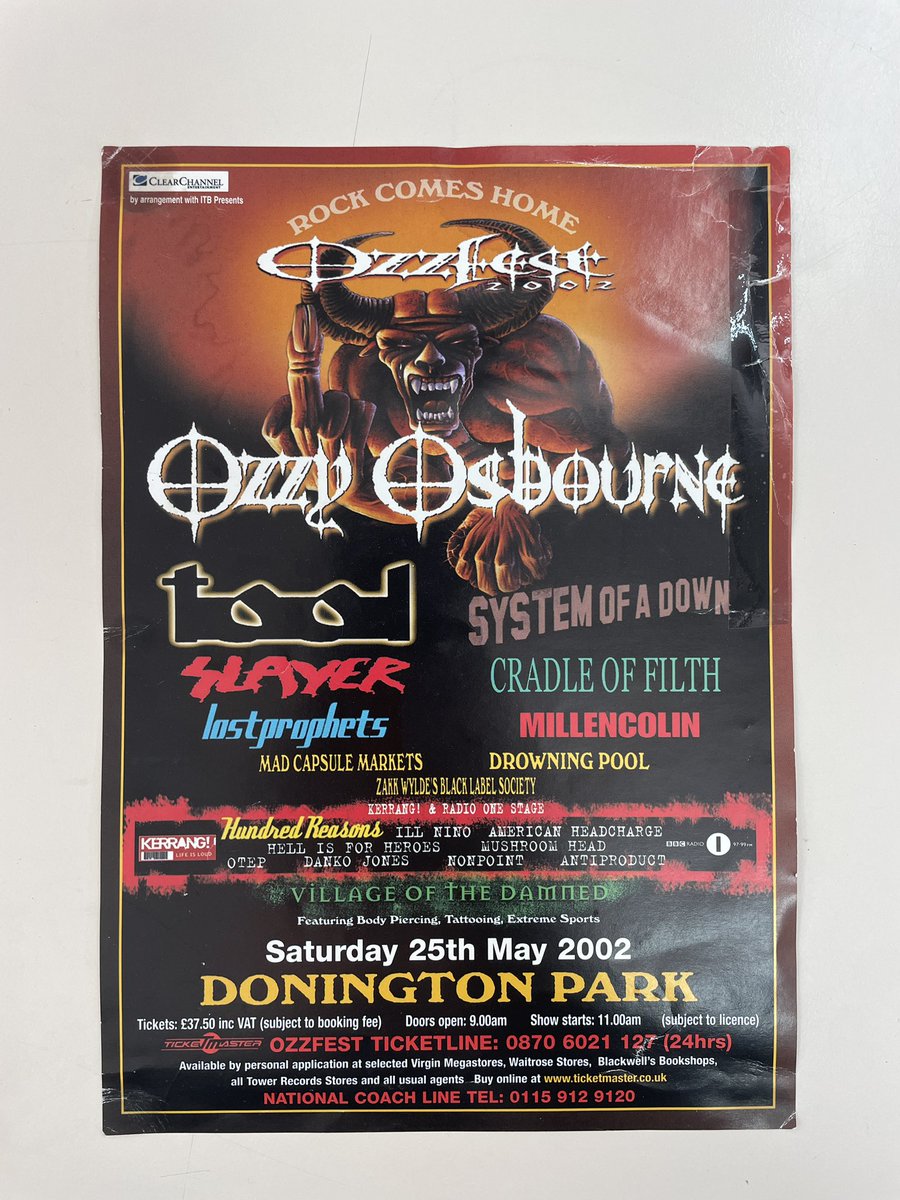 CLEARCHANNEL
ENTERTAINMENT
by arrangement with ITB Presents
ROCK COMES HOME
OZZFEST
2002
OZZY OSBOURNE
tool
SYSTEM OF A DOWN
SLAYER
CRADLE OF FILTH
lostprophets
MILLENCOLIN
MAD CAPSULE MARKETS
DROWNING POOL
ZAKK WYLDE'S BLACK LABEL SOCIETY
KERRANG! & RADIO ONE STAGE
KERRANG!
LIFE IS LOUD
Hundred Reasons ILL NINO AMERICAN HEADCHARGE
HELL IS FOR HEROES MUSHROOM HEAD
OTEP DANKO JONES NONPOINT ANTIPRODUCT
BBC RADIO 1 97-99 FM
VILLAGE OF THE DAMNED
Featuring Body Piercing, Tattooing, Extreme Sports
Saturday 25th May 2002
DONINGTON PARK
Tickets: £37.50 inc VAT (subject to booking fee) Doors open: 9.00am Show starts: 11.00am (subject to licence)
TICKETMASTER OZZFEST TICKETLINE: 0870 6021 127 (24hrs)
Available by personal application at selected Virgin Megastores, Waitrose Stores, Blackwell's Bookshops,
all Tower Records Stores and all usual agents Buy online at www.ticketmaster.co.uk
NATIONAL COACH LINE TEL: 0115 912 9120